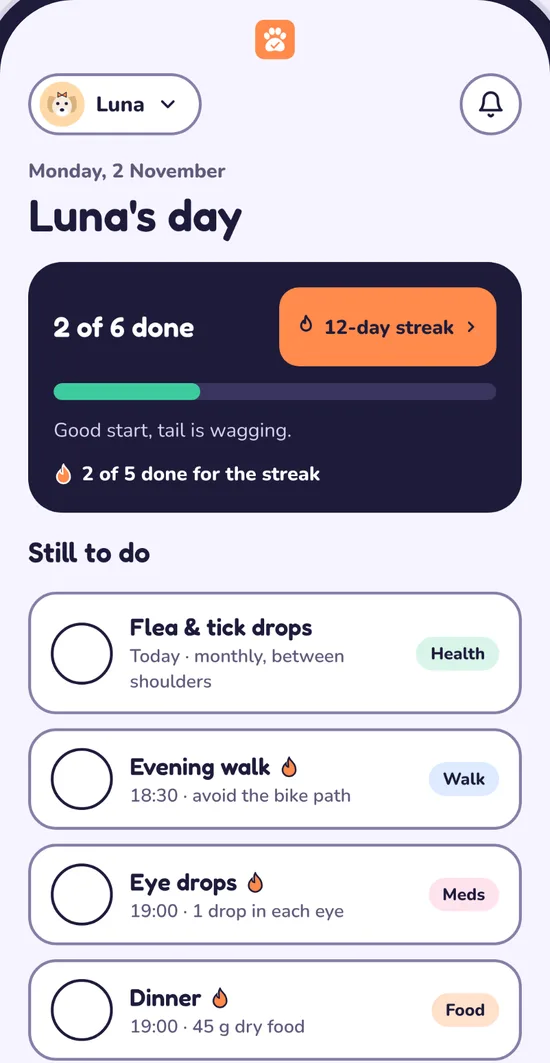 Luna
Monday, 2 November
Luna's day
2 of 6 done
12-day streak
Good start, tail is wagging.
2 of 5 done for the streak
Still to do
Flea & tick drops
Today · monthly, between
shoulders
Health
Evening walk
18:30 · avoid the bike path
Walk
Eye drops
19:00 · 1 drop in each eye
Meds
Dinner
19:00 · 45 g dry food
Food